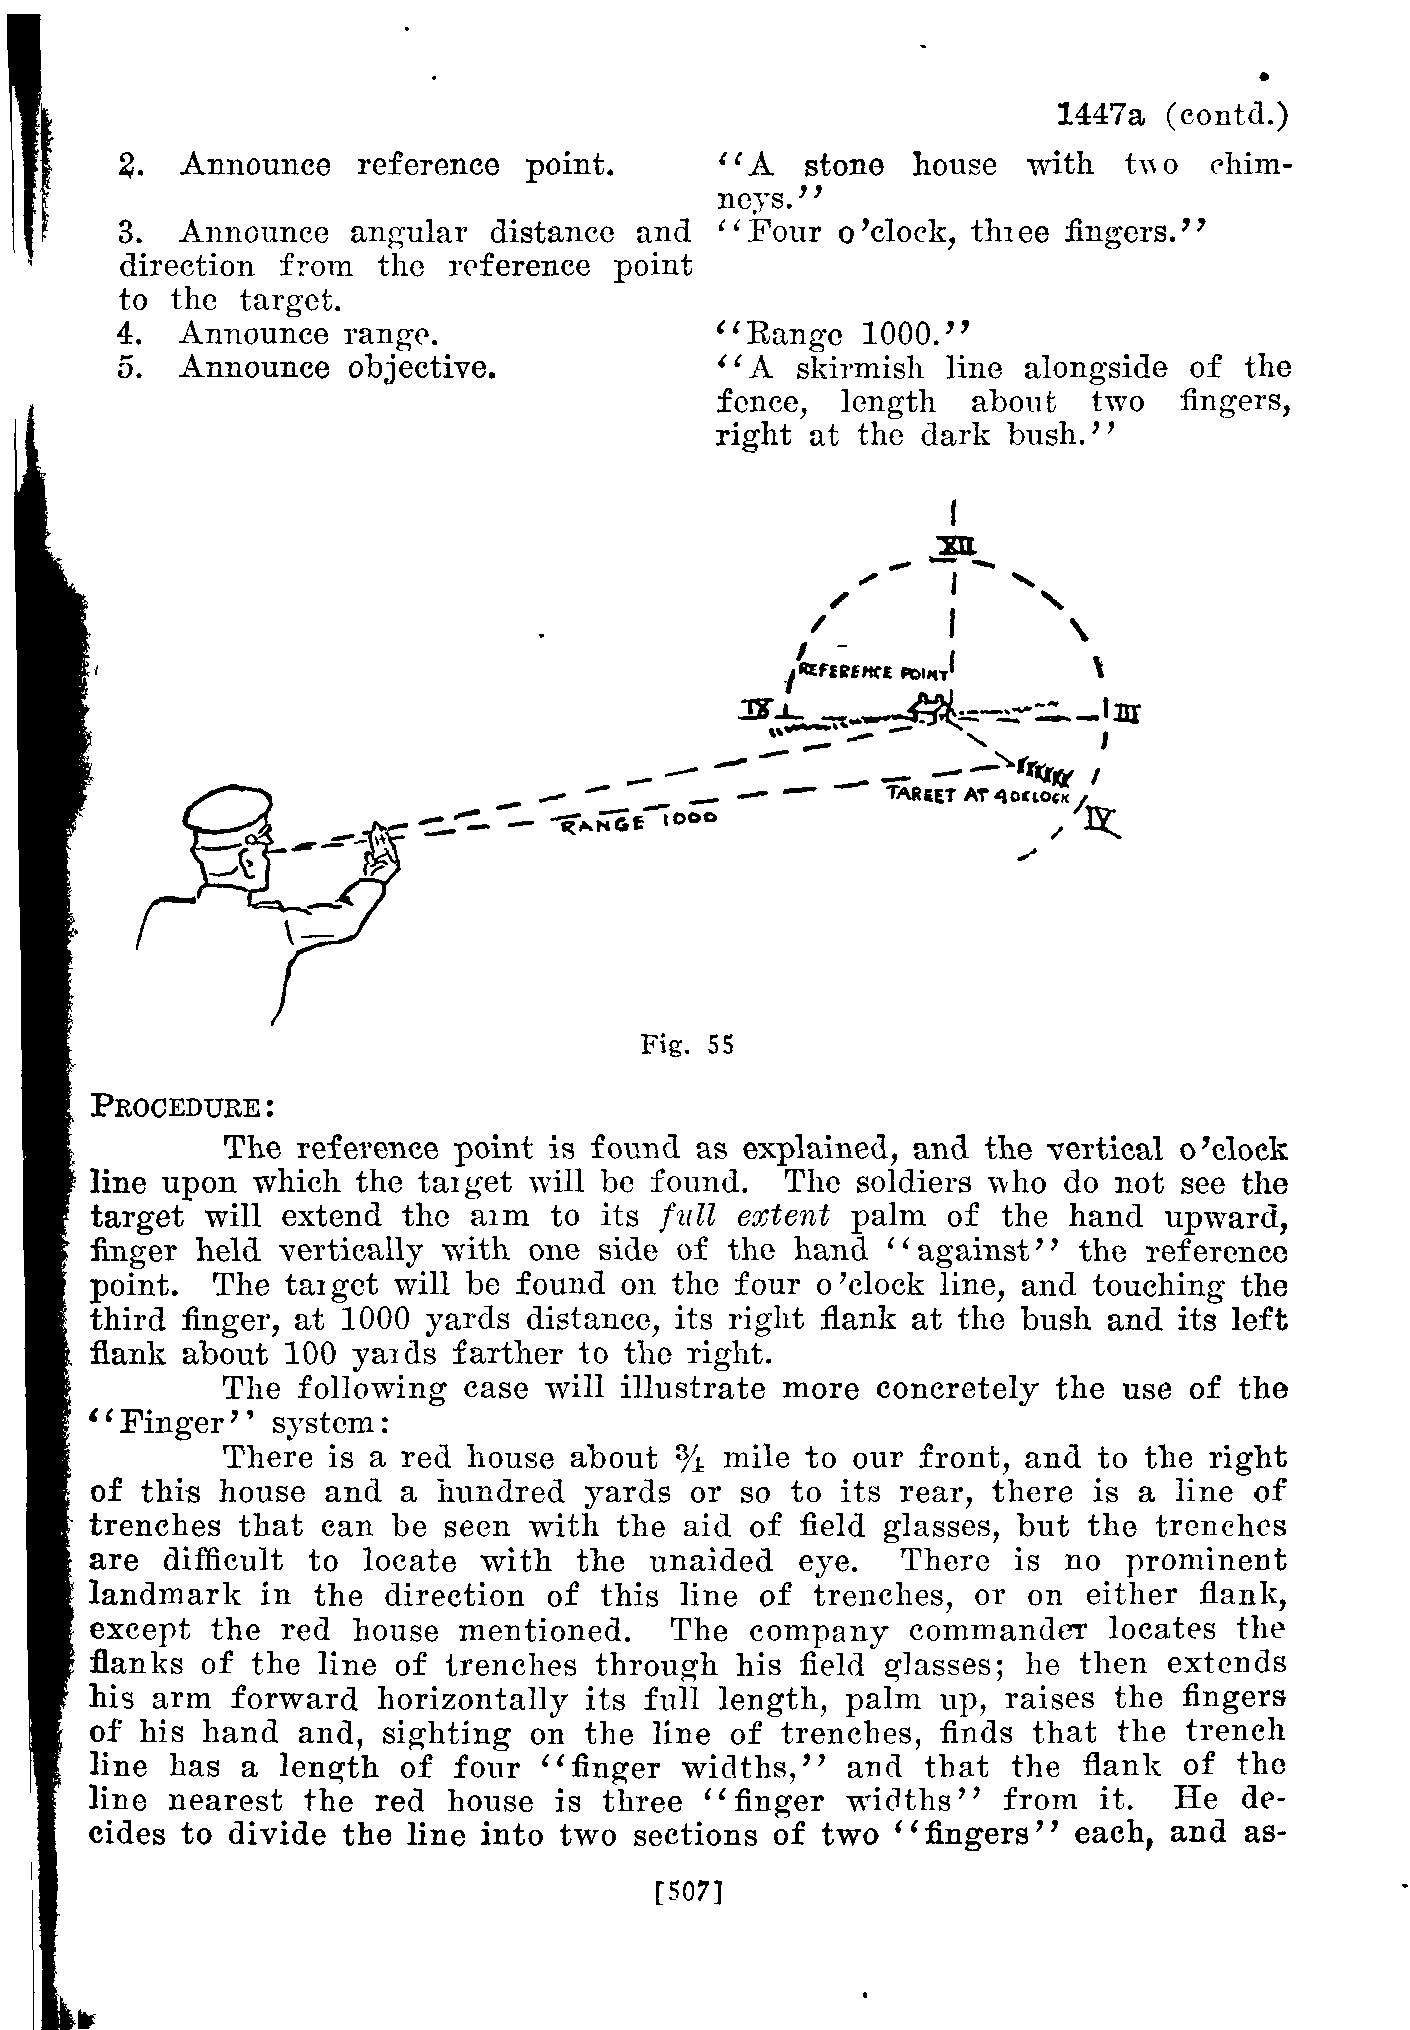 1447a (contd.)
2. Announce reference point. ‘‘A stone house with two chim-
neys.’’
3. Announce angular distance and ‘‘Four o’clock, three fingers.’’
direction from the reference point
to the target.
4. Announce range. ‘‘Range 1000.’’
5. Announce objective. ‘‘A skirmish line alongside of the
fence, length about two fingers,
right at the dark bush.’’
XII
REFERENCE POINT
IX
III
TARGET AT 4 OCLOCK
IV
RANGE 1000
Fig. 55
PROCEDURE:
The reference point is found as explained, and the vertical o’clock
line upon which the target will be found. The soldiers who do not see the
target will extend the arm to its full extent palm of the hand upward,
finger held vertically with one side of the hand ‘‘against’’ the reference
point. The target will be found on the four o’clock line, and touching the
third finger, at 1000 yards distance, its right flank at the bush and its left
flank about 100 yards farther to the right.
The following case will illustrate more concretely the use of the
‘‘Finger’’ system:
There is a red house about ¾ mile to our front, and to the right
of this house and a hundred yards or so to its rear, there is a line of
trenches that can be seen with the aid of field glasses, but the trenches
are difficult to locate with the unaided eye. There is no prominent
landmark in the direction of this line of trenches, or on either flank,
except the red house mentioned. The company commander locates the
flanks of the line of trenches through his field glasses; he then extends
his arm forward horizontally its full length, palm up, raises the fingers
of his hand and, sighting on the line of trenches, finds that the trench
line has a length of four ‘‘finger widths,’’ and that the flank of the
line nearest the red house is three ‘‘finger widths’’ from it. He de-
cides to divide the line into two sections of two ‘‘fingers’’ each, and as-
[507]